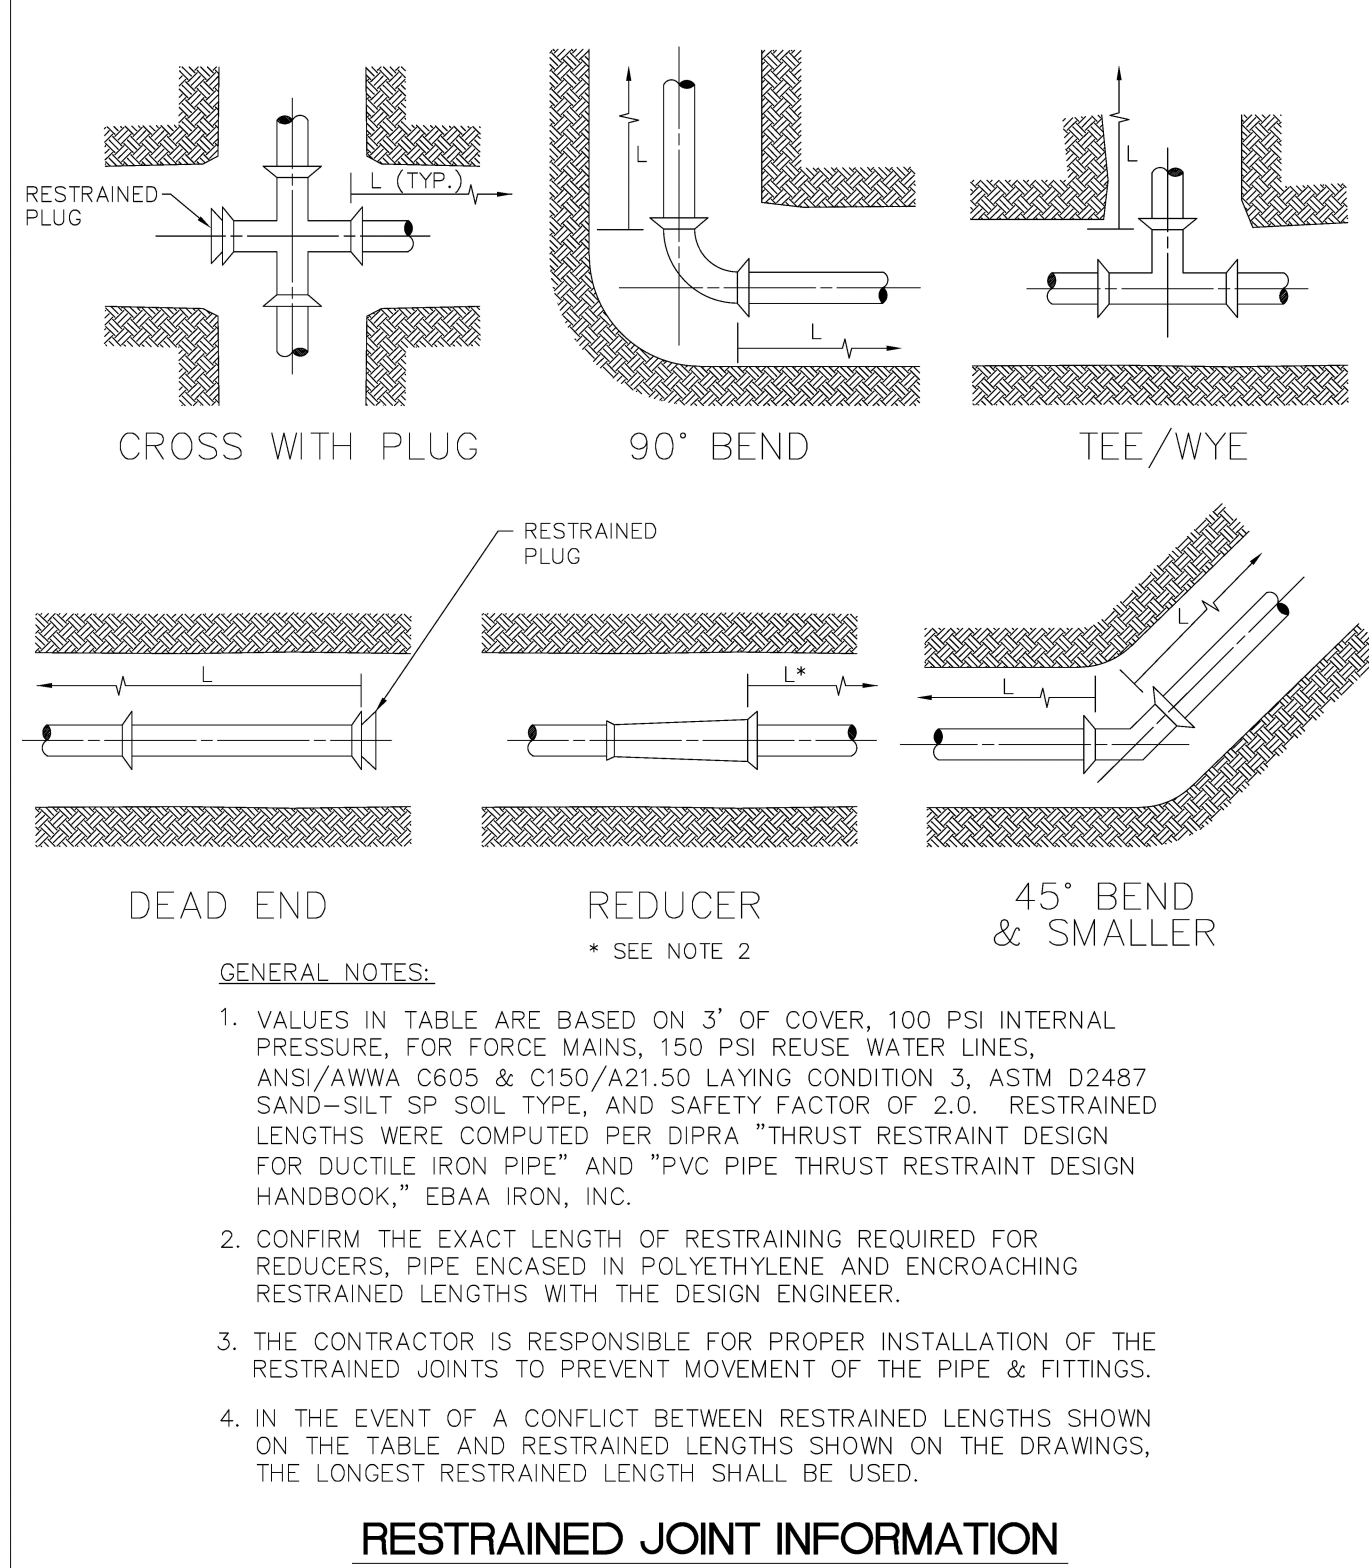 RESTRAINED
PLUG
L (TYP.)
L
L
L
CROSS WITH PLUG
90° BEND
TEE/WYE
RESTRAINED
PLUG
L
L*
L
L
DEAD END
REDUCER
* SEE NOTE 2
45° BEND
& SMALLER
GENERAL NOTES:
1. VALUES IN TABLE ARE BASED ON 3' OF COVER, 100 PSI INTERNAL
PRESSURE, FOR FORCE MAINS, 150 PSI REUSE WATER LINES,
ANSI/AWWA C605 & C150/A21.50 LAYING CONDITION 3, ASTM D2487
SAND-SILT SP SOIL TYPE, AND SAFETY FACTOR OF 2.0. RESTRAINED
LENGTHS WERE COMPUTED PER DIPRA "THRUST RESTRAINT DESIGN
FOR DUCTILE IRON PIPE" AND "PVC PIPE THRUST RESTRAINT DESIGN
HANDBOOK," EBAA IRON, INC.
2. CONFIRM THE EXACT LENGTH OF RESTRAINING REQUIRED FOR
REDUCERS, PIPE ENCASED IN POLYETHYLENE AND ENCROACHING
RESTRAINED LENGTHS WITH THE DESIGN ENGINEER.
3. THE CONTRACTOR IS RESPONSIBLE FOR PROPER INSTALLATION OF THE
RESTRAINED JOINTS TO PREVENT MOVEMENT OF THE PIPE & FITTINGS.
4. IN THE EVENT OF A CONFLICT BETWEEN RESTRAINED LENGTHS SHOWN
ON THE TABLE AND RESTRAINED LENGTHS SHOWN ON THE DRAWINGS,
THE LONGEST RESTRAINED LENGTH SHALL BE USED.
RESTRAINED JOINT INFORMATION